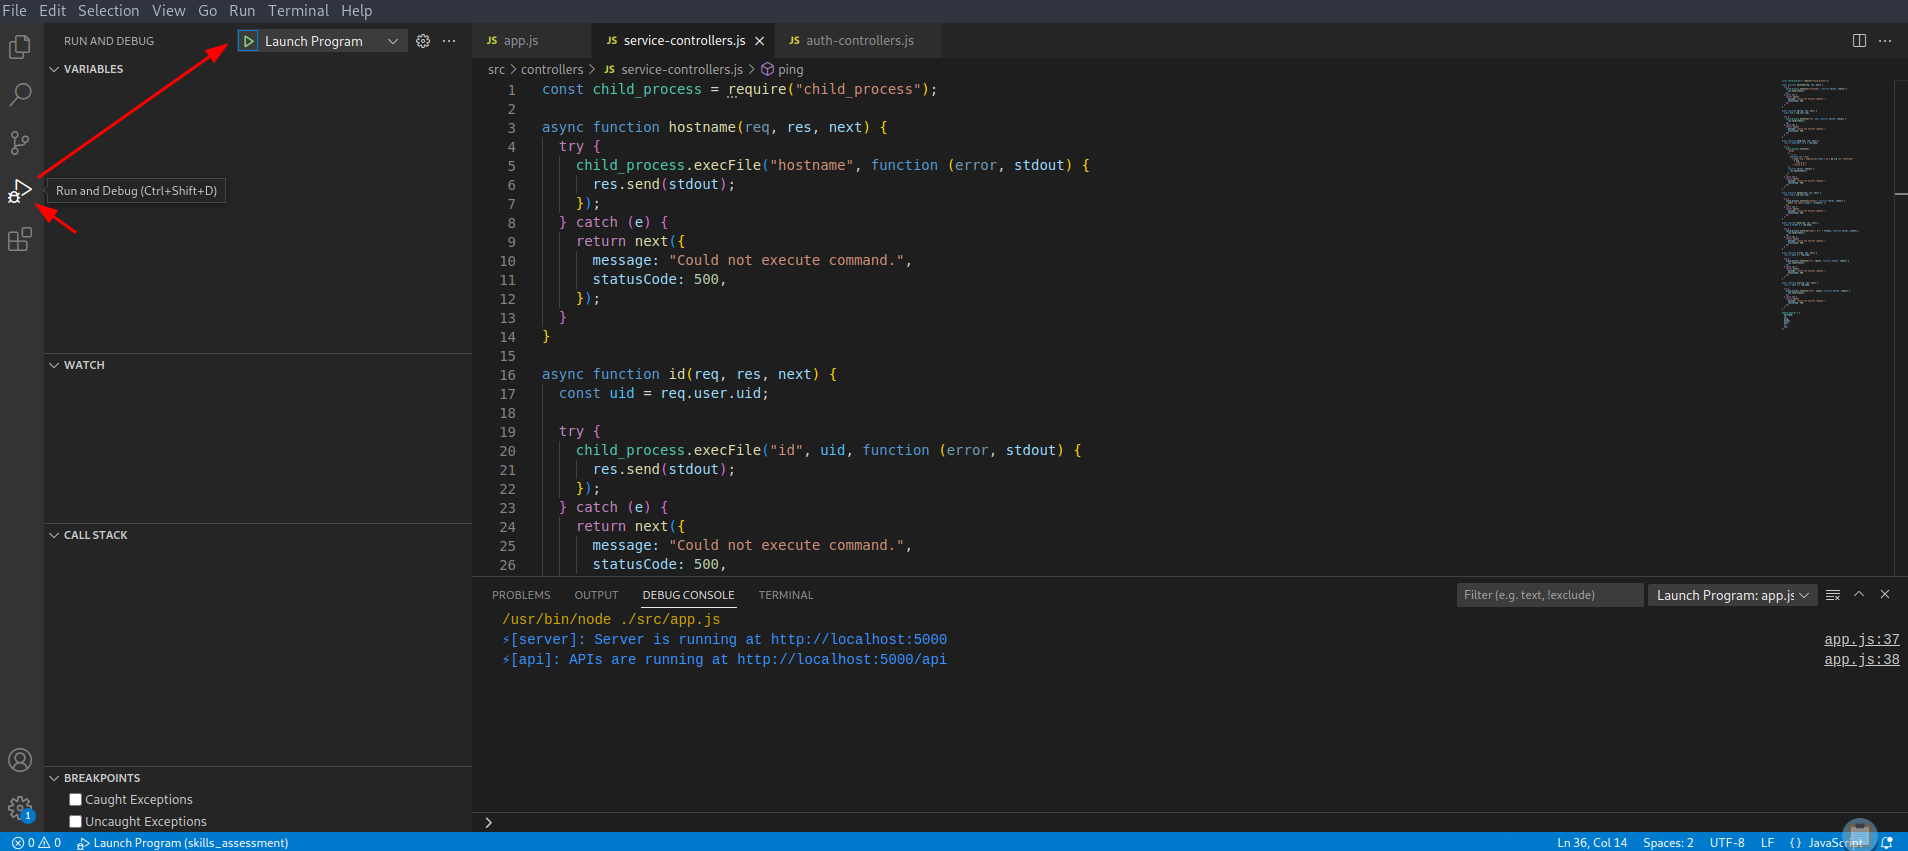 File Edit Selection View Go Run Terminal Help
RUN AND DEBUG
Launch Program
VARIABLES
Run and Debug (Ctrl+Shift+D)
WATCH
CALL STACK
BREAKPOINTS
Caught Exceptions
Uncaught Exceptions
JS app.js
JS service-controllers.js
JS auth-controllers.js
src > controllers > JS service-controllers.js > ping
1 const child_process = require("child_process");
2
3 async function hostname(req, res, next) {
4 try {
5 child_process.execFile("hostname", function (error, stdout) {
6 res.send(stdout);
7 });
8 } catch (e) {
9 return next({
10 message: "Could not execute command.",
11 statusCode: 500,
12 });
13 }
14 }
15
16 async function id(req, res, next) {
17 const uid = req.user.uid;
18
19 try {
20 child_process.execFile("id", uid, function (error, stdout) {
21 res.send(stdout);
22 });
23 } catch (e) {
24 return next({
25 message: "Could not execute command.",
26 statusCode: 500,
PROBLEMS OUTPUT DEBUG CONSOLE TERMINAL
Filter (e.g. text, !exclude)
Launch Program: app.js
/usr/bin/node ./src/app.js
⚡[server]: Server is running at http://localhost:5000 app.js:37
⚡[api]: APIs are running at http://localhost:5000/api app.js:38
>
1
0 0 Launch Program (skills_assessment)
Ln 36, Col 14 Spaces: 2 UTF-8 LF {} JavaScript